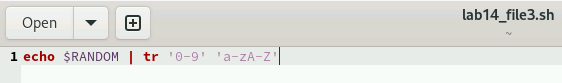 Open
lab14_file3.sh
~
1 echo $RANDOM | tr '0-9' 'a-zA-Z'